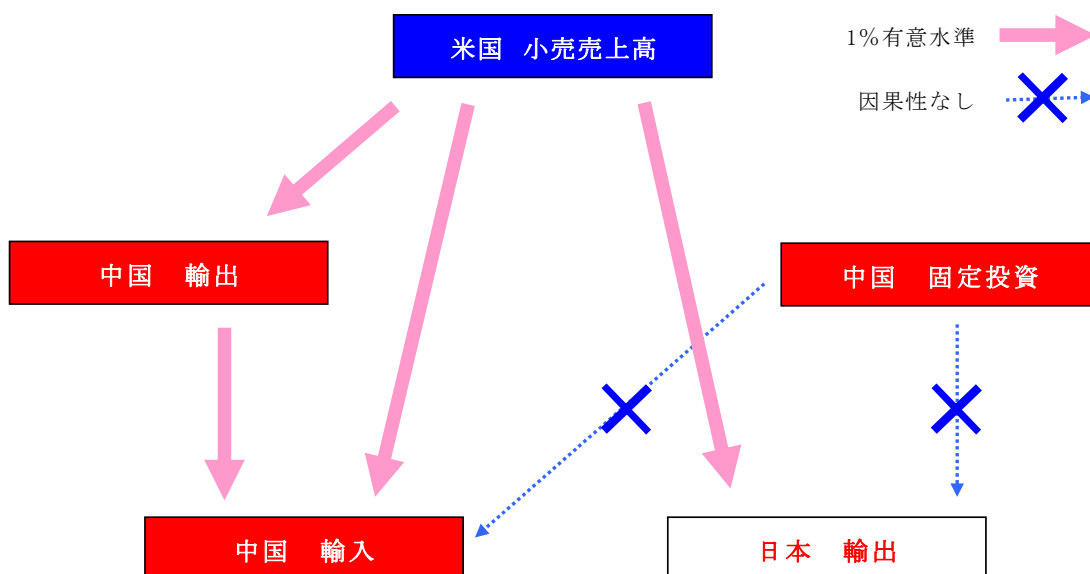 米国 小売売上高
1％有意水準
因果性なし
中国 輸出
中国 固定投資
中国 輸入
日本 輸出